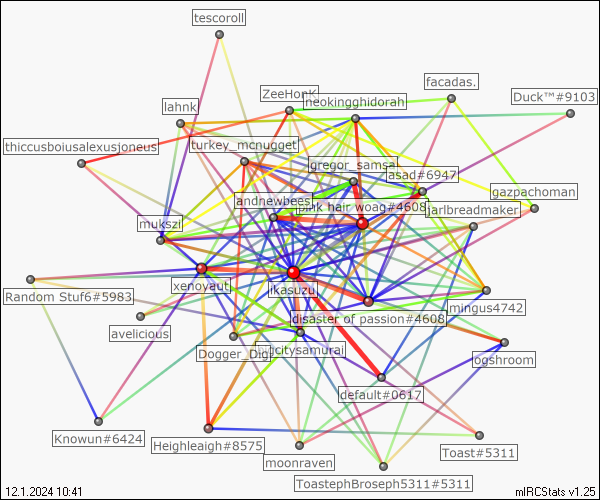 tescoroll
facadas.
ZeeHonK
neokingghidorah
Duck™#9103
lahnk
thiccusboiusalexusjoneus
turkey_mcnugget
gregor_samsa
asad#6947
gazpachoman
andnewbees
pink hair woag#4608
jarlbreadmaker
mukszi
xenoyaut
ikasuzu
Random Stuf6#5983
mingus4742
disaster of passion#4608
avelicious
Dogger_Digi
citysamurai
ogshroom
default#0617
Knowun#6424
Heighleaigh#8575
Toast#5311
moonraven
ToastephBroseph5311#5311
12.1.2024 10:41
mIRCStats v1.25